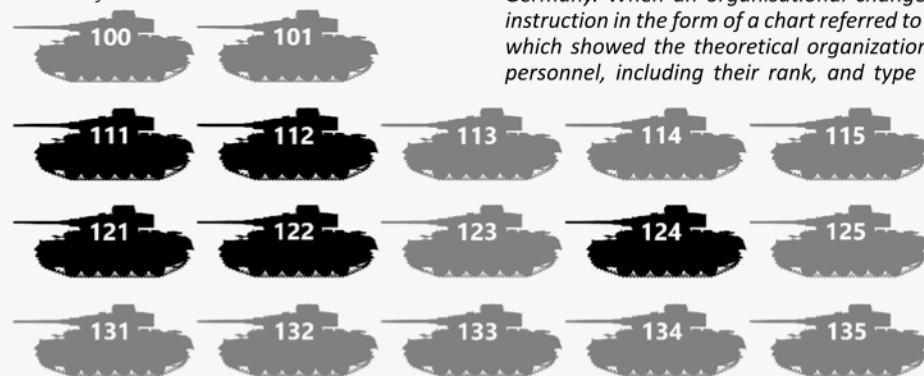 Germany. When an organisational change
instruction in the form of a chart referred to
which showed the theoretical organization
personnel, including their rank, and type
100 101
111 112 113 114 115
121 122 123 124 125
131 132 133 134 135